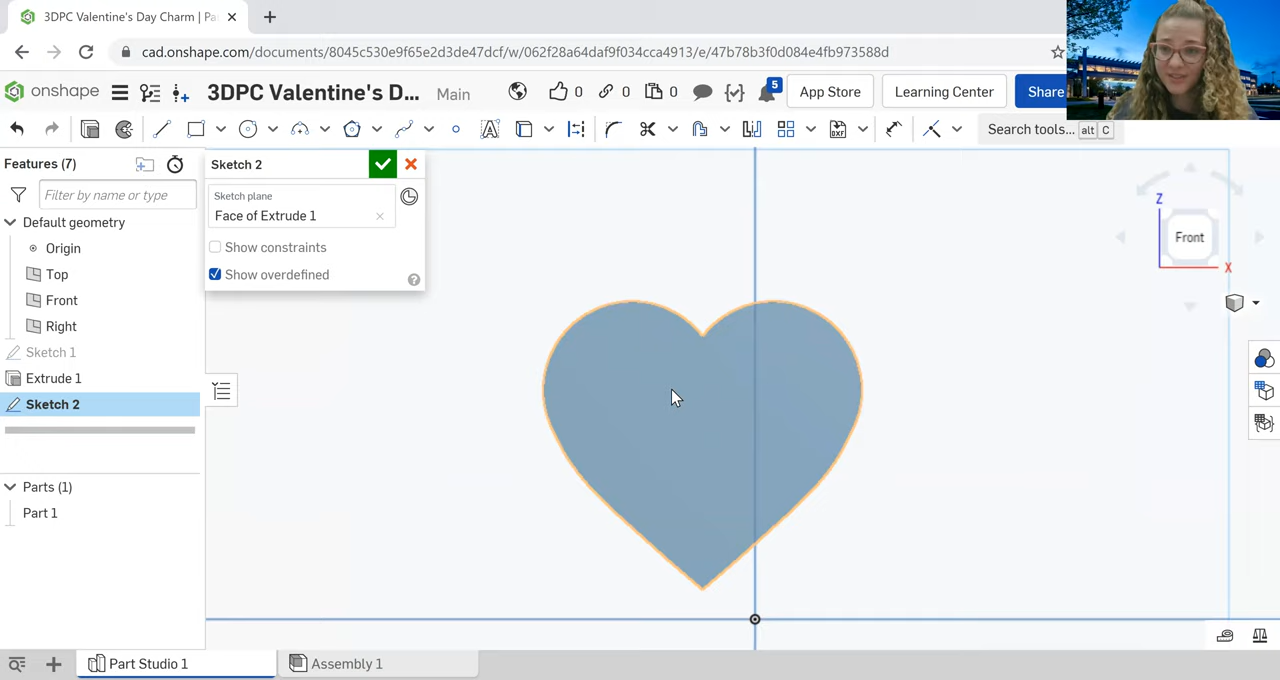 3DPC Valentine's Day Charm | Pa
cad.onshape.com/documents/8045c530e9f65e2d3de47dcf/w/062f28a64daf9f034cca4913/e/47b78b3f0d084e4fb973588d
onshape
3DPC Valentine's D... Main
0
0
0
5
App Store
Learning Center
Share
Search tools... alt C
Features (7)
Filter by name or type
Default geometry
Origin
Top
Front
Right
Sketch 1
Extrude 1
Sketch 2
Parts (1)
Part 1
Sketch 2
Sketch plane
Face of Extrude 1
Show constraints
Show overdefined
Z
Front
X
Part Studio 1
Assembly 1